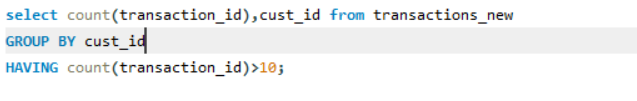 select count(transaction_id),cust_id from transactions_new
GROUP BY cust_id
HAVING count(transaction_id)>10;